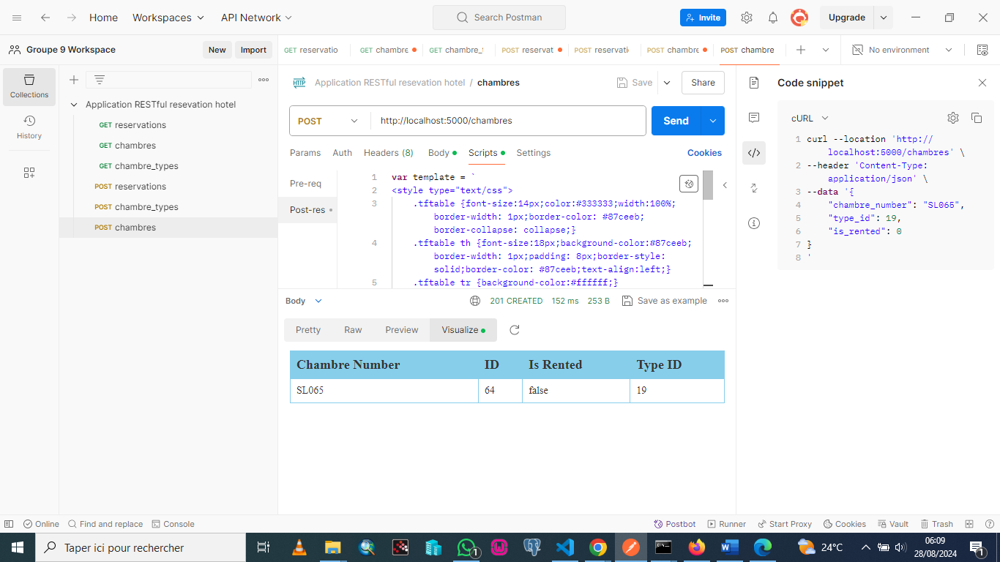 Home
Workspaces
API Network
Search Postman
Invite
Upgrade
Groupe 9 Workspace
New
Import
GET reservatio
GET chambre
GET chambre_t
POST reservat
POST reservati
POST chambre
POST chambre
No environment
Collections
History
Application RESTful resevation hotel
GET reservations
GET chambres
GET chambre_types
POST reservations
POST chambre_types
POST chambres
HTTP
Application RESTful resevation hotel / chambres
Save
Share
POST
http://localhost:5000/chambres
Send
Params
Auth
Headers (8)
Body
Scripts
Settings
Cookies
Pre-req
Post-res
1 var template = `
2 <style type="text/css">
3 .tftable {font-size:14px;color:#333333;width:100%;
border-width: 1px;border-color: #87ceeb;
border-collapse: collapse;}
4 .tftable th {font-size:18px;background-color:#87ceeb;
border-width: 1px;padding: 8px;border-style:
solid;border-color: #87ceeb;text-align:left;}
5 .tftable tr {background-color:#ffffff;}
Body
201 CREATED
152 ms
253 B
Save as example
Pretty
Raw
Preview
Visualize
Chambre Number ID Is Rented Type ID
SL065 64 false 19
Code snippet
cURL
1 curl --location 'http://
localhost:5000/chambres' \
2 --header 'Content-Type:
application/json' \
3 --data '{
4 "chambre_number": "SL065",
5 "type_id": 19,
6 "is_rented": 0
7 }
8 '
Online
Find and replace
Console
Postbot
Runner
Start Proxy
Cookies
Vault
Trash
Taper ici pour rechercher
1
24°C
06:09
28/08/2024
1